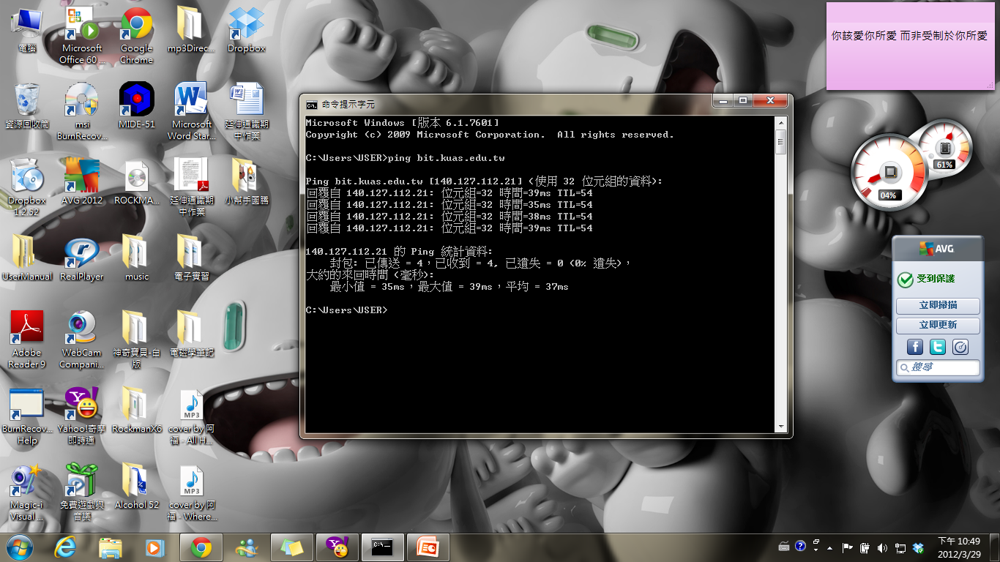 電腦
Microsoft Office 60 ...
Google Chrome
mp3Direc...
Dropbox
資源回收筒
msi BurnRecov...
MIDE-51
Microsoft Word Star...
延伸通識期中作業
Dropbox 1.2.52
AVG 2012
ROCKMA...
延伸通識期中作業
小幫手圖騰
UserManual
RealPlayer
music
電子實習
Adobe Reader 9
WebCam Compani...
神奇寶貝-白版
電磁學筆記
BurnRecov... Help
Yahoo!奇摩即時通
RockmanX6
MP3
cover by 阿福 - All H...
Magic-i Visual ...
免費遊戲與音樂
Alcohol 52
MP3
cover by 阿福 - Where...
命令提示字元
Microsoft Windows [版本 6.1.7601]
Copyright (c) 2009 Microsoft Corporation.  All rights reserved.
C:\Users\USER>ping bit.kuas.edu.tw
Ping bit.kuas.edu.tw [140.127.112.21] (使用 32 位元組的資料):
回覆自 140.127.112.21: 位元組=32 時間=39ms TTL=54
回覆自 140.127.112.21: 位元組=32 時間=35ms TTL=54
回覆自 140.127.112.21: 位元組=32 時間=38ms TTL=54
回覆自 140.127.112.21: 位元組=32 時間=39ms TTL=54
140.127.112.21 的 Ping 統計資料:
封包: 已傳送 = 4，已收到 = 4, 已遺失 = 0 (0% 遺失)，
大約的來回時間 (毫秒):
最小值 = 35ms，最大值 = 39ms，平均 = 37ms
C:\Users\USER>
你該愛你所愛 而非受制於你所愛
61%
04%
AVG
受到保護
立即掃描
立即更新
搜尋
下午 10:49
2012/3/29